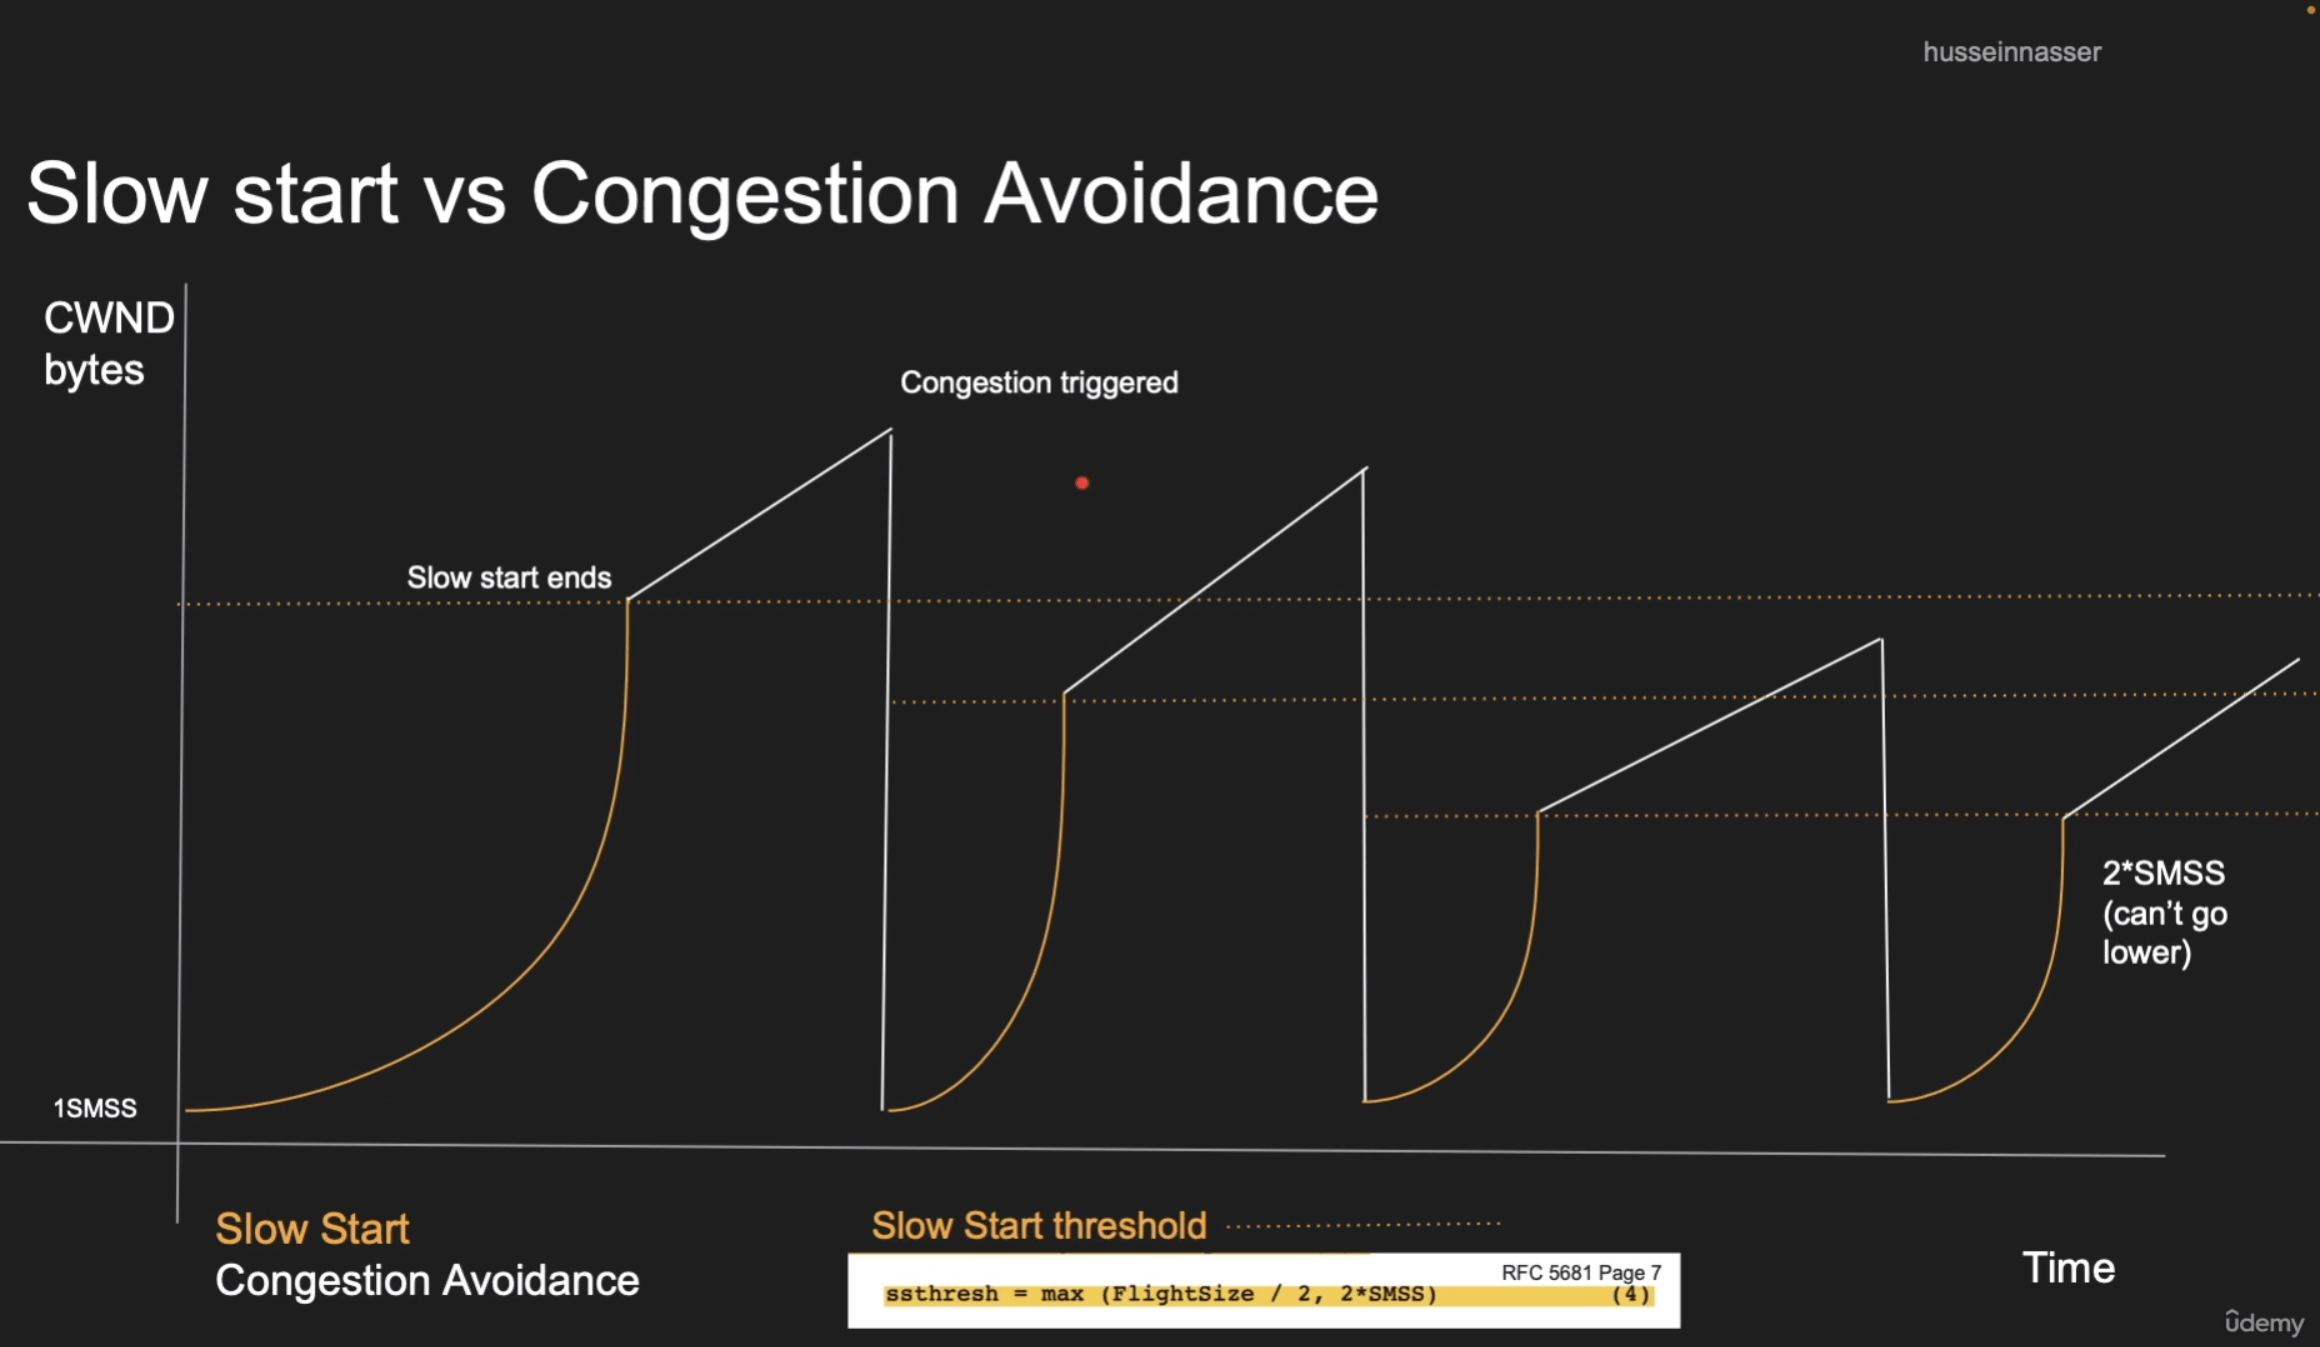 husseinnasser
Slow start vs Congestion Avoidance
CWND
bytes
Congestion triggered
Slow start ends
2*SMSS
(can’t go
lower)
1SMSS
Slow Start
Congestion Avoidance
Slow Start threshold
RFC 5681 Page 7
ssthresh = max (FlightSize / 2, 2*SMSS) (4)
Time
ûdemy